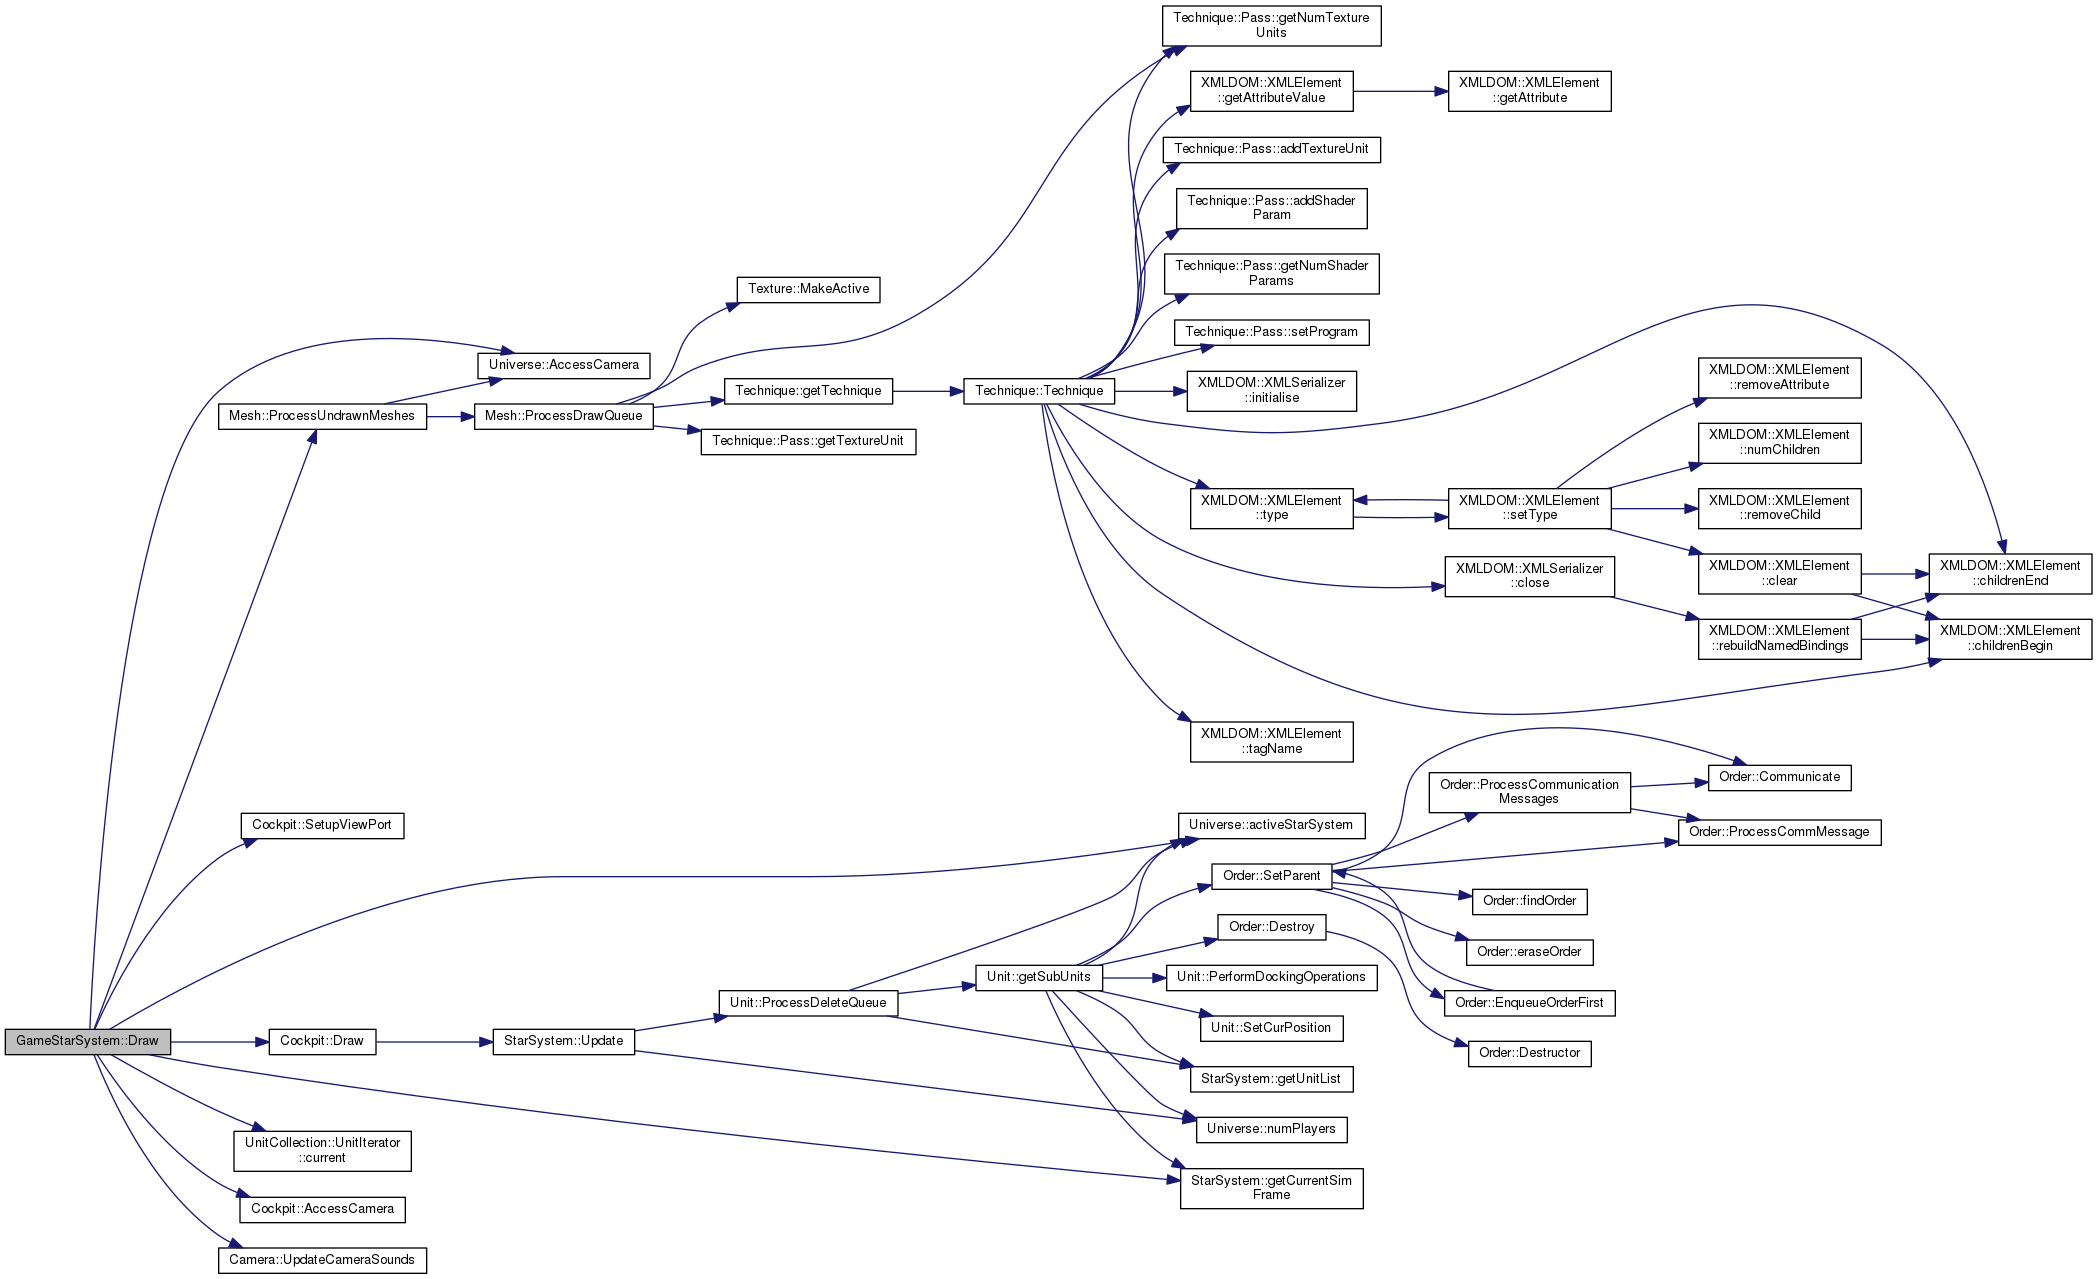 Technique::Pass::getNumTexture
Units
XMLDOM::XMLElement
::getAttributeValue
XMLDOM::XMLElement
::getAttribute
Technique::Pass::addTextureUnit
Technique::Pass::addShader
Param
Technique::Pass::getNumShader
Params
Texture::MakeActive
Technique::Pass::setProgram
Universe::AccessCamera
XMLDOM::XMLElement
::removeAttribute
Technique::getTechnique
Technique::Technique
XMLDOM::XMLSerializer
::initialise
Mesh::ProcessUndrawnMeshes
Mesh::ProcessDrawQueue
Technique::Pass::getTextureUnit
XMLDOM::XMLElement
::numChildren
XMLDOM::XMLElement
::type
XMLDOM::XMLElement
::setType
XMLDOM::XMLElement
::removeChild
XMLDOM::XMLSerializer
::close
XMLDOM::XMLElement
::clear
XMLDOM::XMLElement
::childrenEnd
XMLDOM::XMLElement
::rebuildNamedBindings
XMLDOM::XMLElement
::childrenBegin
XMLDOM::XMLElement
::tagName
Order::Communicate
Order::ProcessCommunication
Messages
Cockpit::SetupViewPort
Universe::activeStarSystem
Order::ProcessCommMessage
Order::SetParent
Order::findOrder
Order::Destroy
Order::eraseOrder
Unit::getSubUnits
Unit::PerformDockingOperations
Unit::ProcessDeleteQueue
Order::EnqueueOrderFirst
GameStarSystem::Draw
Cockpit::Draw
StarSystem::Update
Unit::SetCurPosition
Order::Destructor
StarSystem::getUnitList
Universe::numPlayers
UnitCollection::UnitIterator
::current
StarSystem::getCurrentSim
Frame
Cockpit::AccessCamera
Camera::UpdateCameraSounds